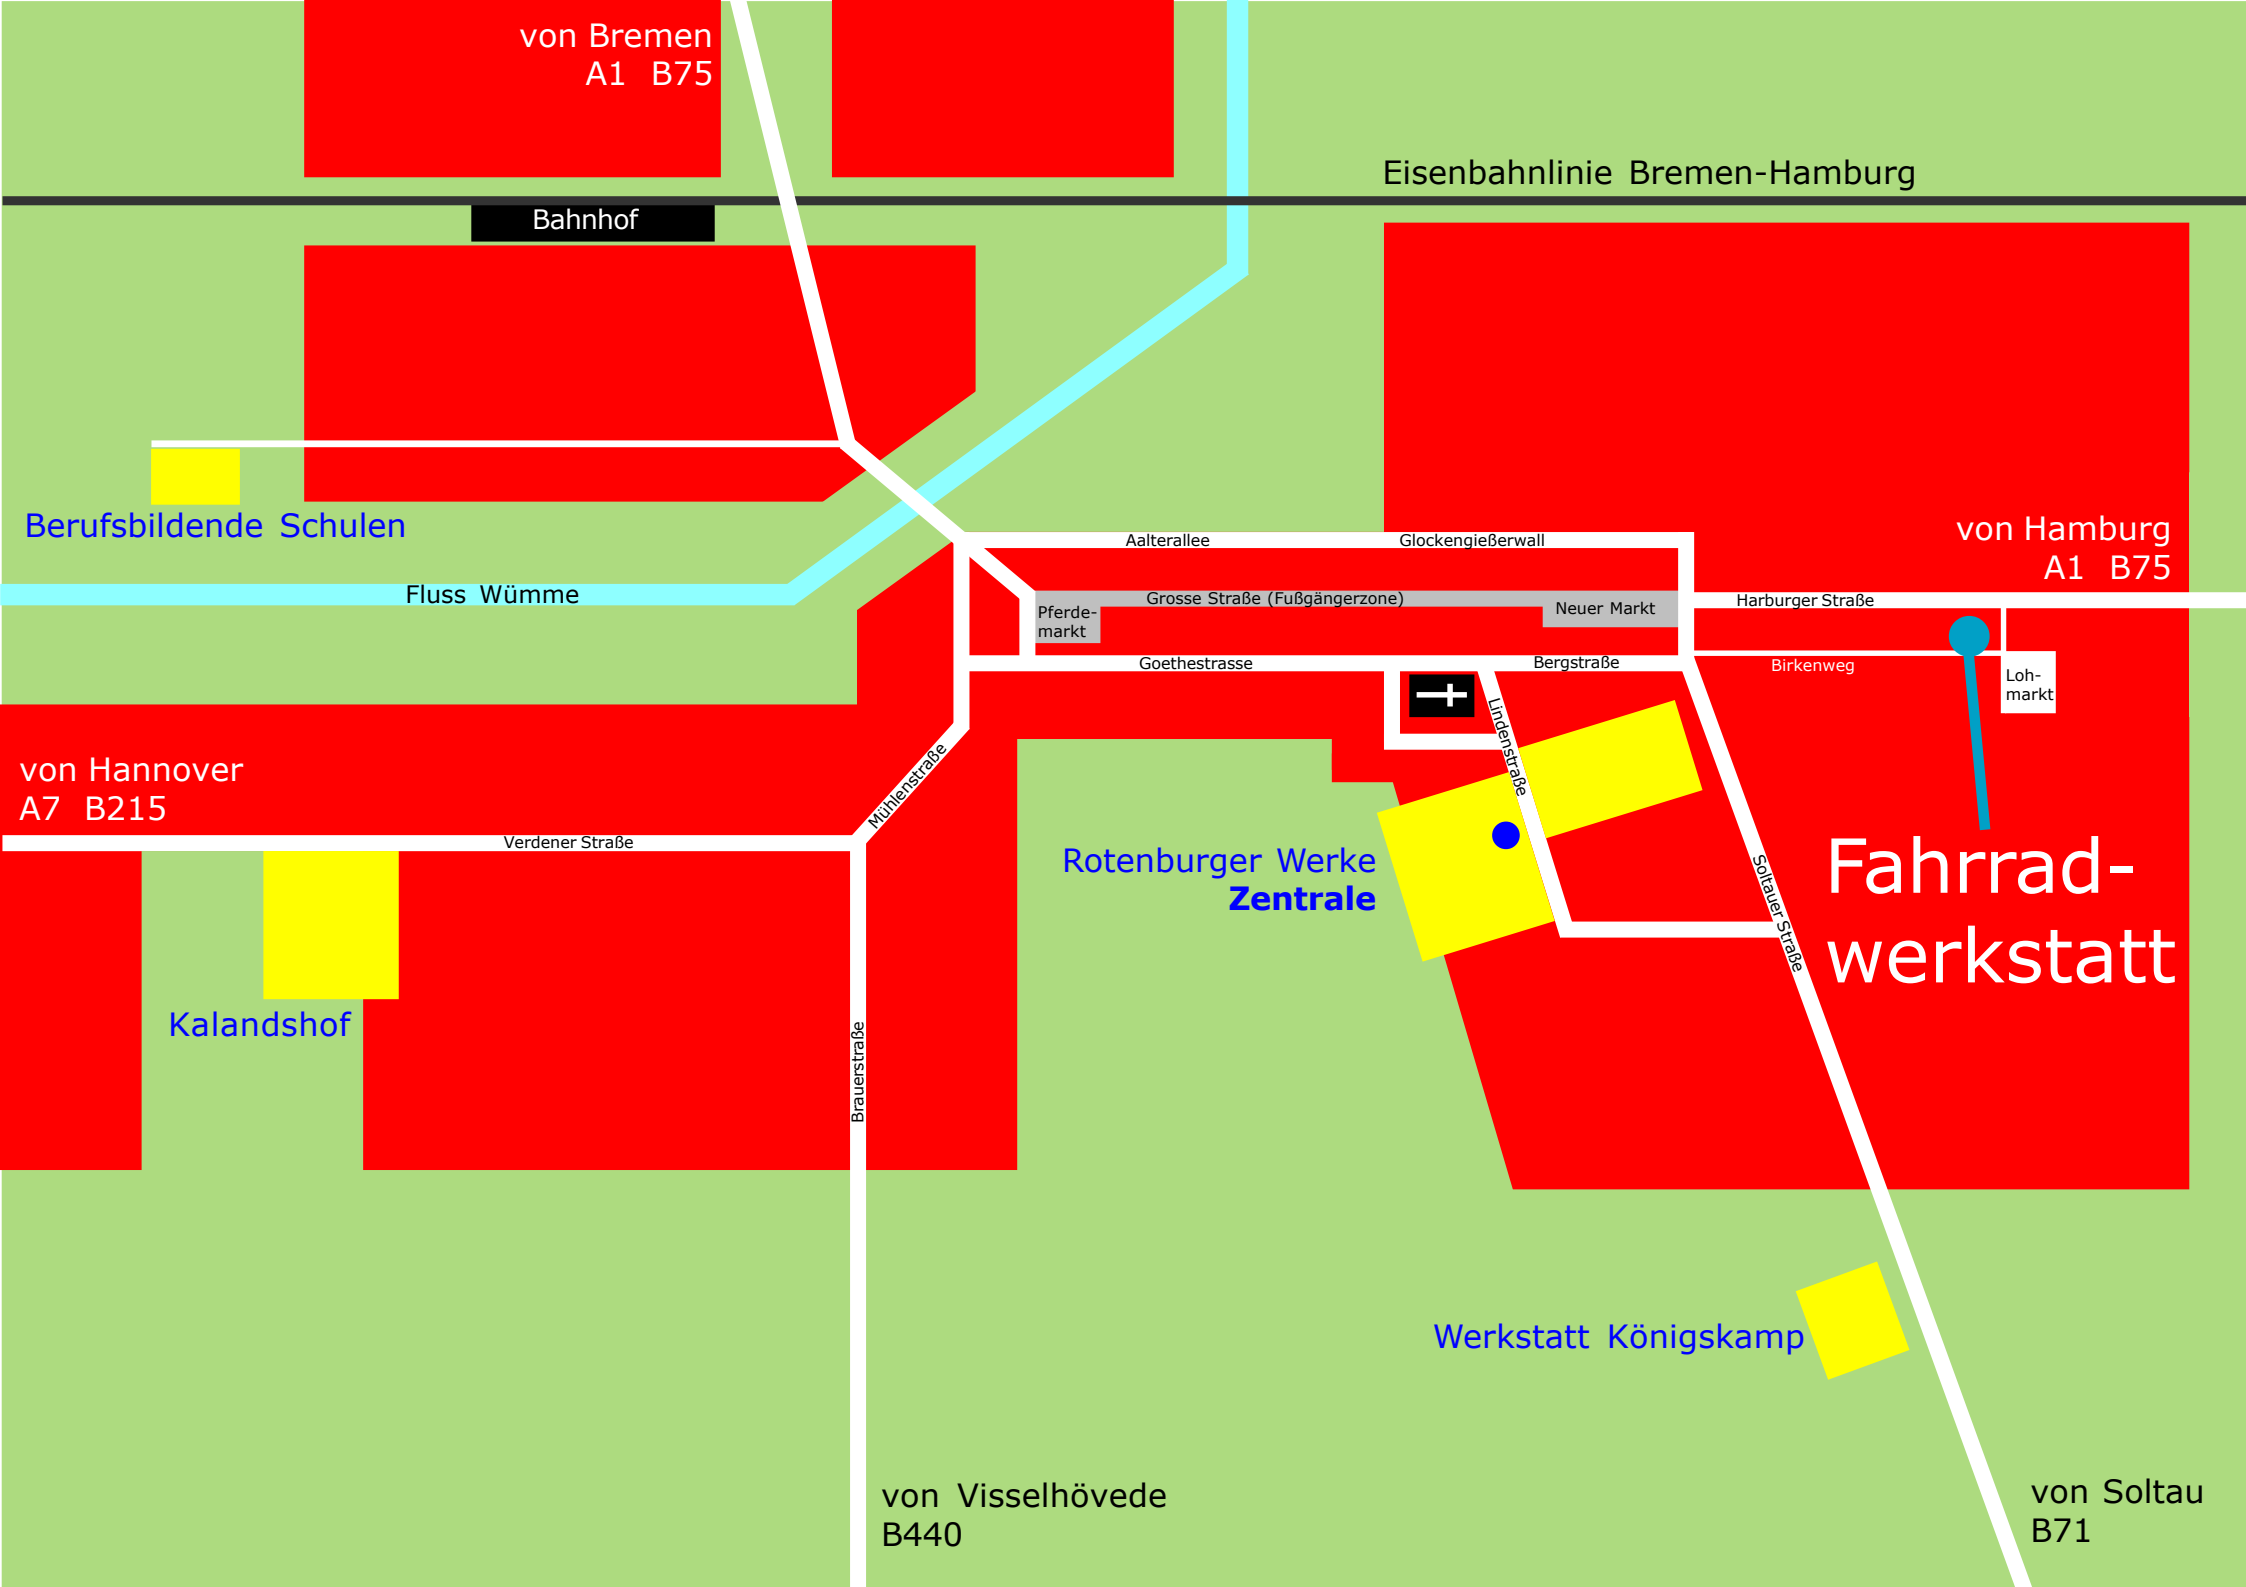 von Bremen
A1 B75
Eisenbahnlinie Bremen-Hamburg
Bahnhof
Berufsbildende Schulen
von Hamburg
A1 B75
Aalterallee
Glockengießerwall
Fluss Wümme
Grosse Straße (Fußgängerzone)
Neuer Markt
Harburger Straße
Pferde-
markt
Goethestrasse
Bergstraße
Birkenweg
Loh-
markt
Lindenstraße
von Hannover
A7 B215
Mühlenstraße
Verdener Straße
Rotenburger Werke
Zentrale
Soltauer Straße
Fahrrad-
werkstatt
Kalandshof
Brauerstraße
Werkstatt Königskamp
von Visselhövede
B440
von Soltau
B71